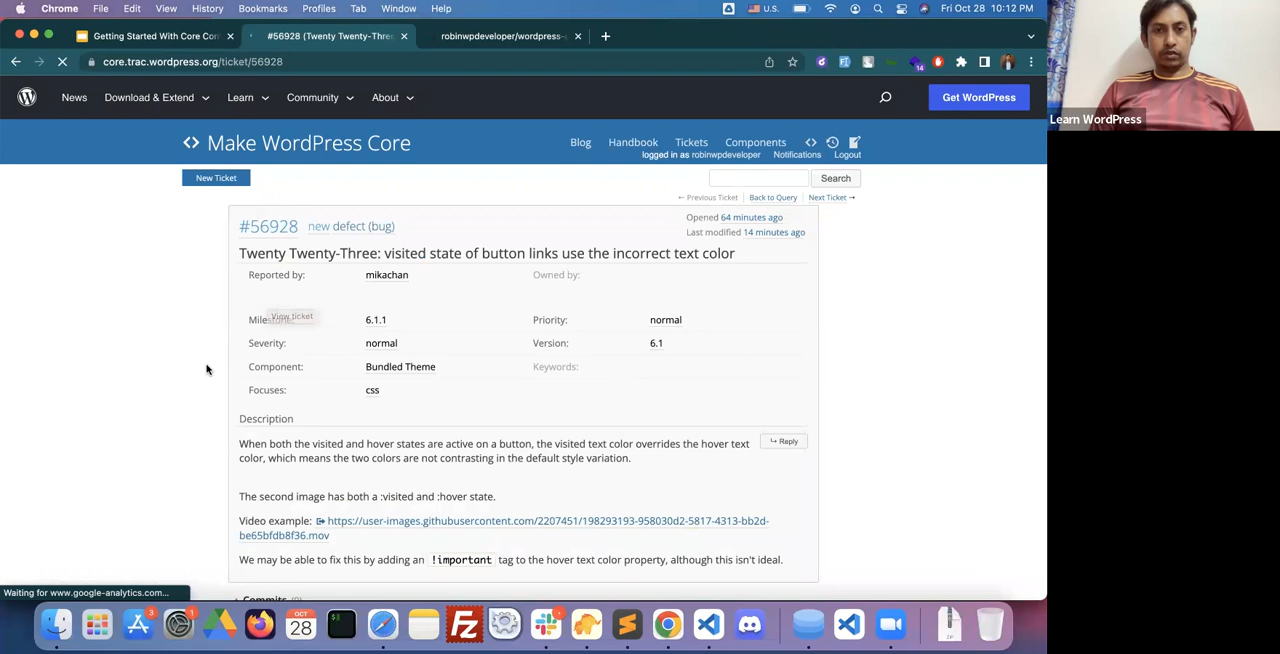 Chrome File Edit View History Bookmarks Profiles Tab Window Help U.S. Fri Oct 28 10:12 PM
Getting Started With Core Con #56928 (Twenty Twenty-Three robinwpdeveloper/wordpress-
core.trac.wordpress.org/ticket/56928
14
News Download & Extend Learn Community About Get WordPress
Learn WordPress
Make WordPress Core
Blog Handbook Tickets Components
logged in as robinwpdeveloper Notifications Logout
New Ticket Search
← Previous Ticket Back to Query Next Ticket →
#56928 new defect (bug)
Opened 64 minutes ago
Last modified 14 minutes ago
Twenty Twenty-Three: visited state of button links use the incorrect text color
Reported by: mikachan Owned by:
View ticket
Milestone: 6.1.1 Priority: normal
Severity: normal Version: 6.1
Component: Bundled Theme Keywords:
Focuses: css
Description
When both the visited and hover states are active on a button, the visited text color overrides the hover text
color, which means the two colors are not contrasting in the default style variation.
Reply
The second image has both a :visited and :hover state.
Video example: https://user-images.githubusercontent.com/2207451/198293193-958030d2-5817-4313-bb2d-
be65bfdb8f36.mov
We may be able to fix this by adding an !important tag to the hover text color property, although this isn't ideal.
Waiting for www.google-analytics.com...
Commits (0)
3
1
OCT
28